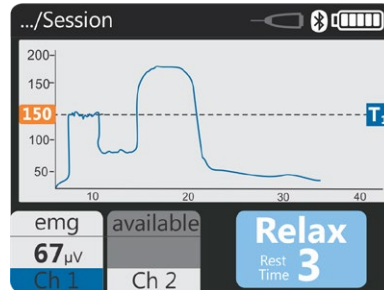 .../Session
200-
150-
150
T
100-
50-
10 20 30 40
emg
available
Relax
67µV
Rest
Time 3
Ch 1
Ch 2